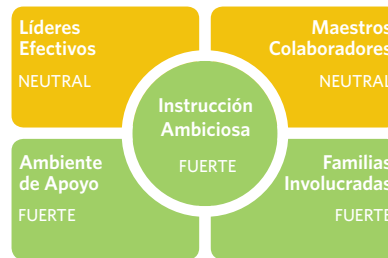 Líderes
Efectivos
NEUTRAL
Maestros
Colaboradores
NEUTRAL
Instrucción
Ambiciosa
FUERTE
Ambiente
de Apoyo
FUERTE
Familias
Involucradas
FUERTE